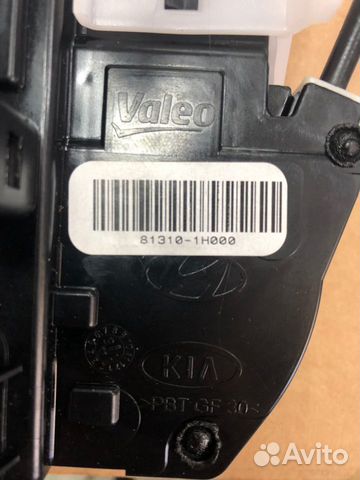 Valeo
81310-1H000
KIA
>PBT GF 30<
Avito